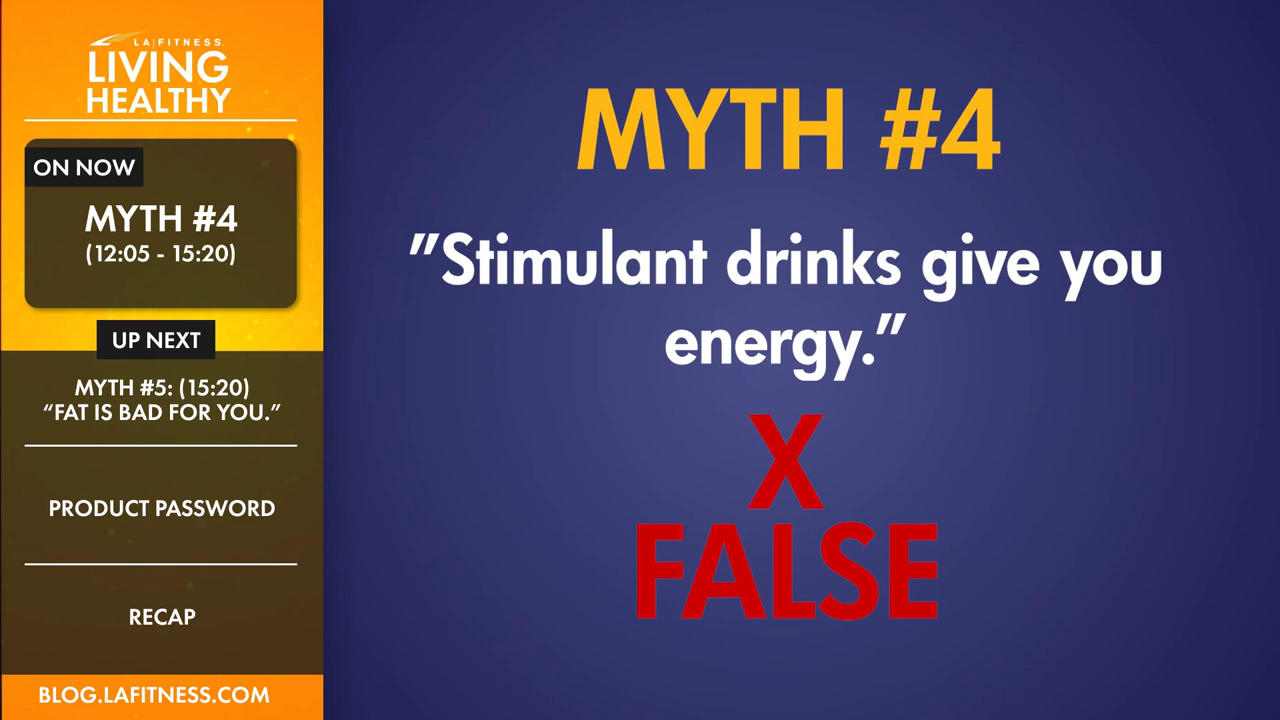 LA|FITNESS.
LIVING
HEALTHY
ON NOW
MYTH #4
(12:05 - 15:20)
UP NEXT
MYTH #5: (15:20)
“FAT IS BAD FOR YOU.”
PRODUCT PASSWORD
RECAP
BLOG.LAFITNESS.COM
MYTH #4
"Stimulant drinks give you
energy."
X
FALSE